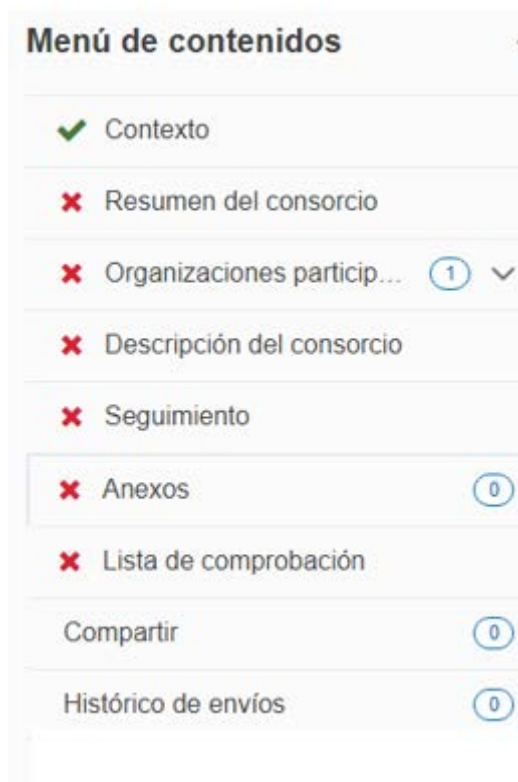 Menú de contenidos
Contexto
Resumen del consorcio
Organizaciones particip... 1
Descripción del consorcio
Seguimiento
Anexos 0
Lista de comprobación
Compartir 0
Histórico de envíos 0